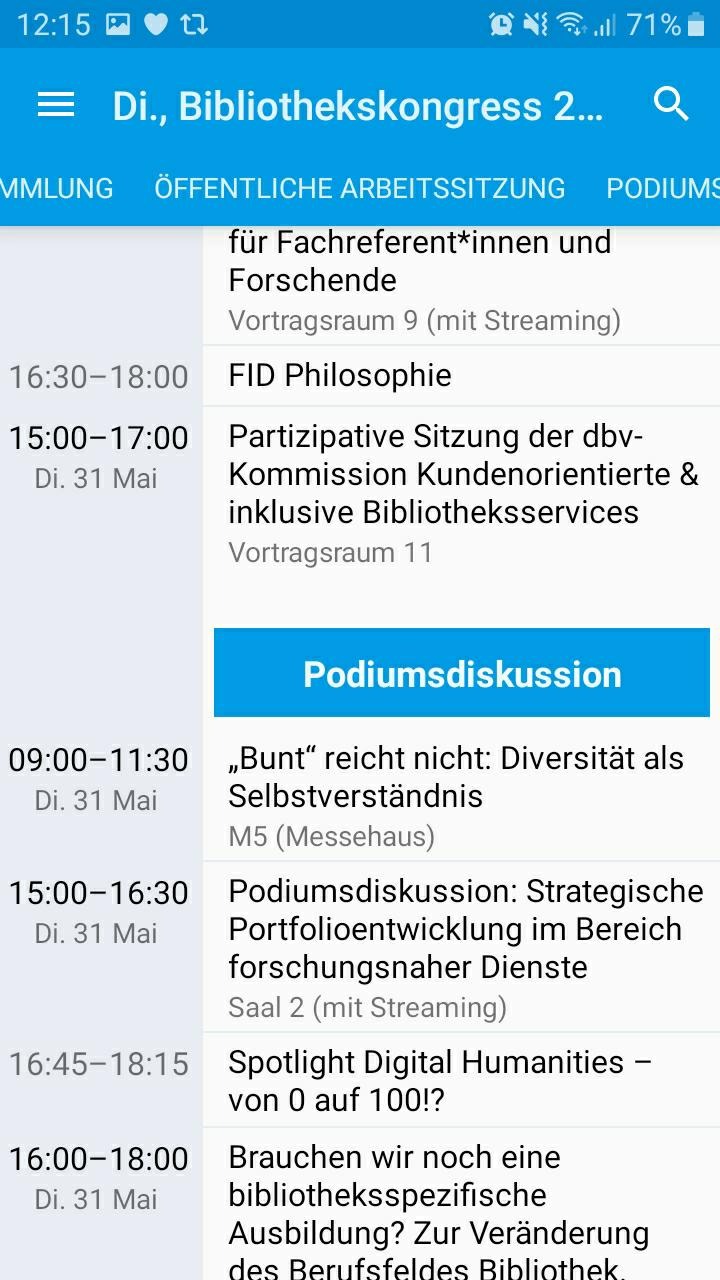 12:15 71%
Di., Bibliothekskongress 2…
MMLUNG ÖFFENTLICHE ARBEITSSITZUNG PODIUMS
für Fachreferent*innen und
Forschende
Vortragsraum 9 (mit Streaming)
16:30–18:00 FID Philosophie
15:00–17:00 Partizipative Sitzung der dbv-
Di. 31 Mai Kommission Kundenorientierte &
inklusive Bibliotheksservices
Vortragsraum 11
Podiumsdiskussion
09:00–11:30 „Bunt“ reicht nicht: Diversität als
Di. 31 Mai Selbstverständnis
M5 (Messehaus)
15:00–16:30 Podiumsdiskussion: Strategische
Di. 31 Mai Portfolioentwicklung im Bereich
forschungsnaher Dienste
Saal 2 (mit Streaming)
16:45–18:15 Spotlight Digital Humanities –
von 0 auf 100!?
16:00–18:00 Brauchen wir noch eine
Di. 31 Mai bibliotheksspezifische
Ausbildung? Zur Veränderung
des Berufsfeldes Bibliothek.